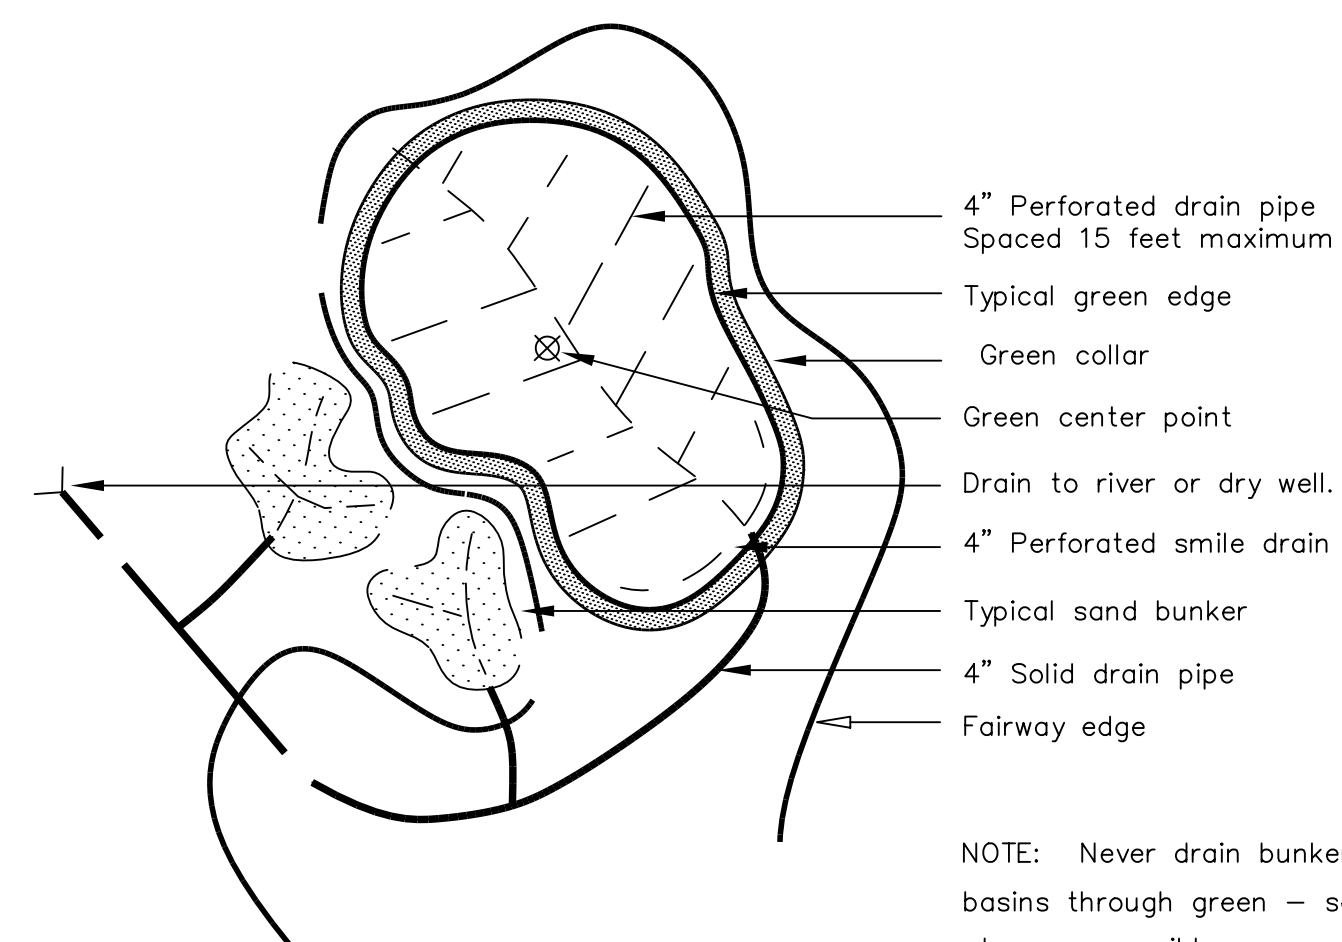 4” Perforated drain pipe
Spaced 15 feet maximum
Typical green edge
Green collar
Green center point
Drain to river or dry well.
4” Perforated smile drain
Typical sand bunker
4” Solid drain pipe
Fairway edge
NOTE: Never drain
basins through green –